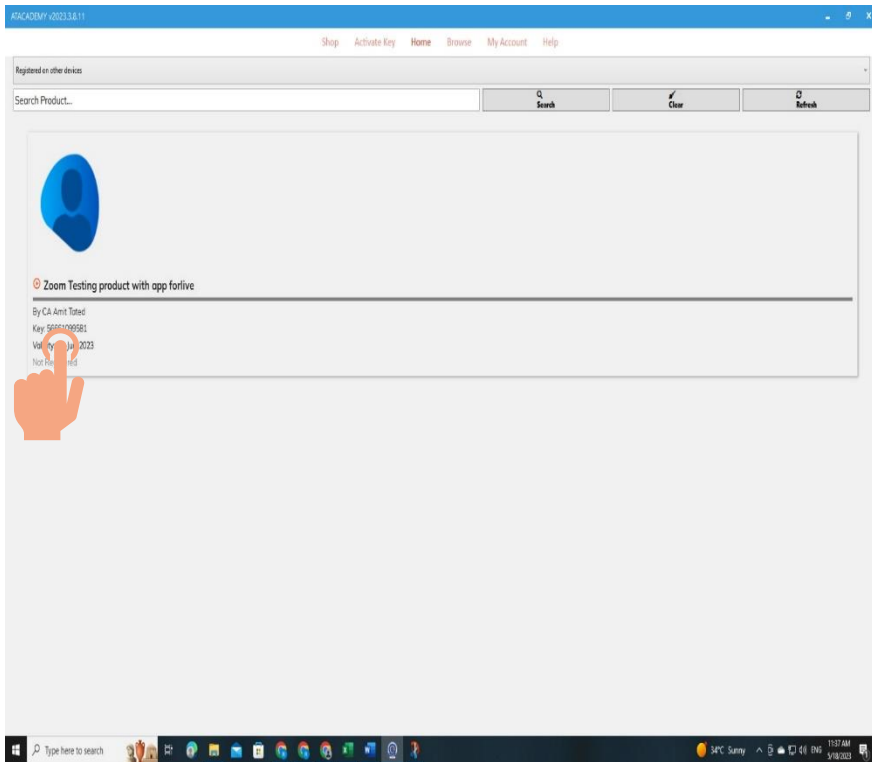 ATACADEMY v2023.3.8.11
Shop Activate Key Home Browse My Account Help
Registered on other devices
Search Product...
Search
Clear
Refresh
Zoom Testing product with app forlive
By CA Amit Tated
Key:
2023
Type here to search
34°C Sunny
ENG
11:37 AM
5/18/2023